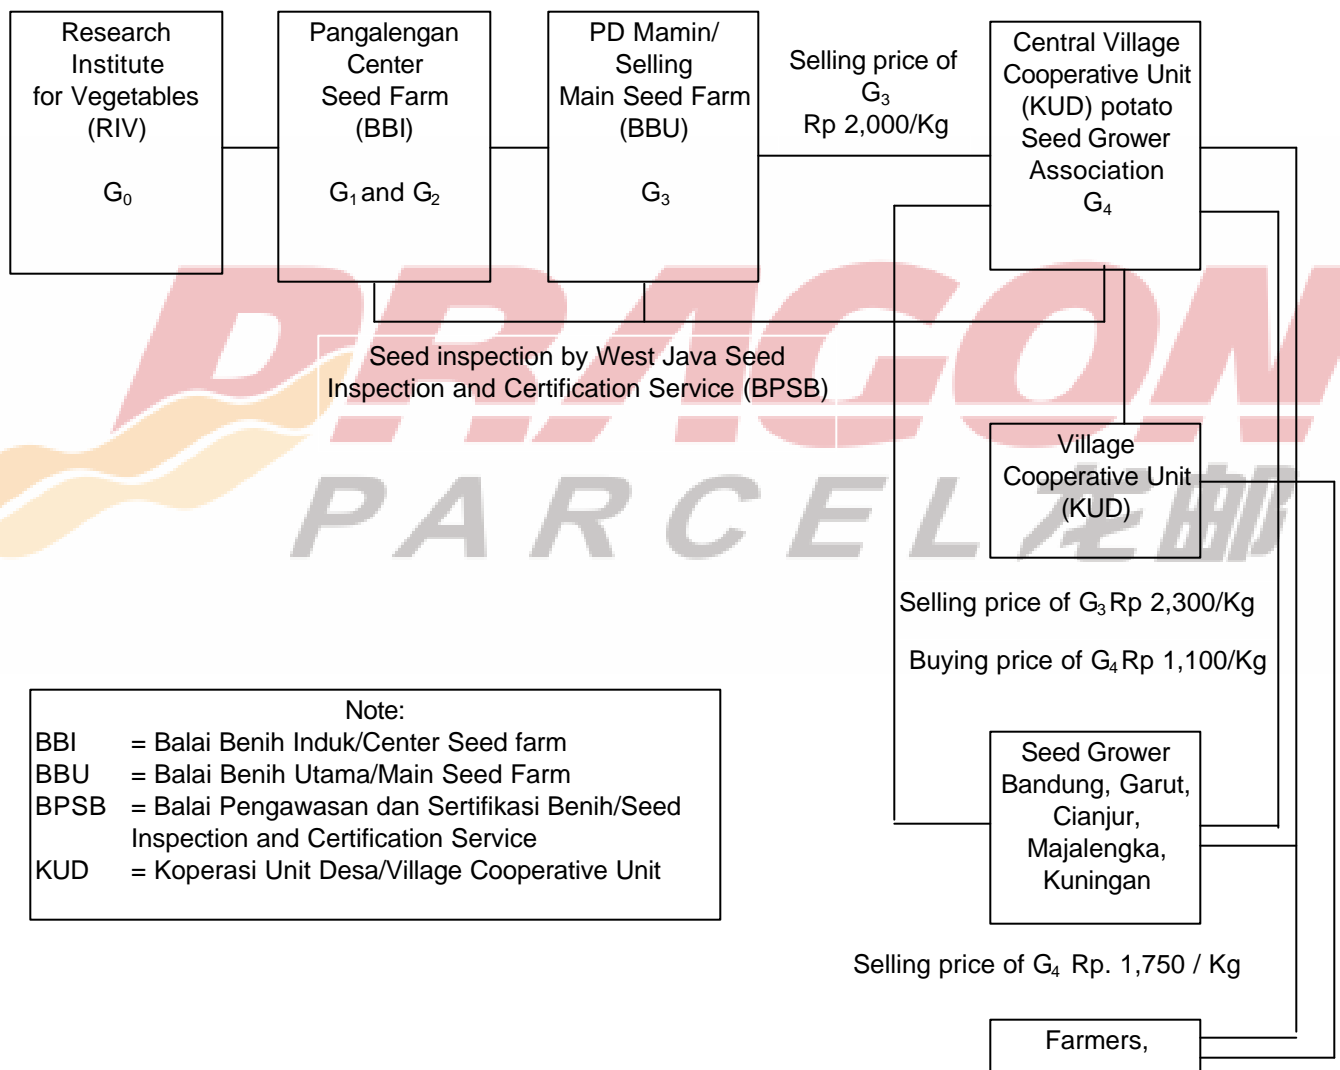 Research
Institute
for Vegetables
(RIV)
G₀
Pangalengan
Center
Seed Farm
(BBI)
G₁ and G₂
PD Mamin/
Selling
Main Seed Farm
(BBU)
G₃
Selling price of
G₃
Rp 2,000/Kg
Central Village
Cooperative Unit
(KUD) potato
Seed Grower
Association
G₄
Seed inspection by West Java Seed
Inspection and Certification Service (BPSB)
DRAGON
PARCEL 龙邮
Village
Cooperative Unit
(KUD)
Selling price of G₃ Rp 2,300/Kg
Buying price of G₄ Rp 1,100/Kg
Note:
BBI = Balai Benih Induk/Center Seed farm
BBU = Balai Benih Utama/Main Seed Farm
BPSB = Balai Pengawasan dan Sertifikasi Benih/Seed
Inspection and Certification Service
KUD = Koperasi Unit Desa/Village Cooperative Unit
Seed Grower
Bandung, Garut,
Cianjur,
Majalengka,
Kuningan
Selling price of G₄ Rp. 1,750 / Kg
Farmers,